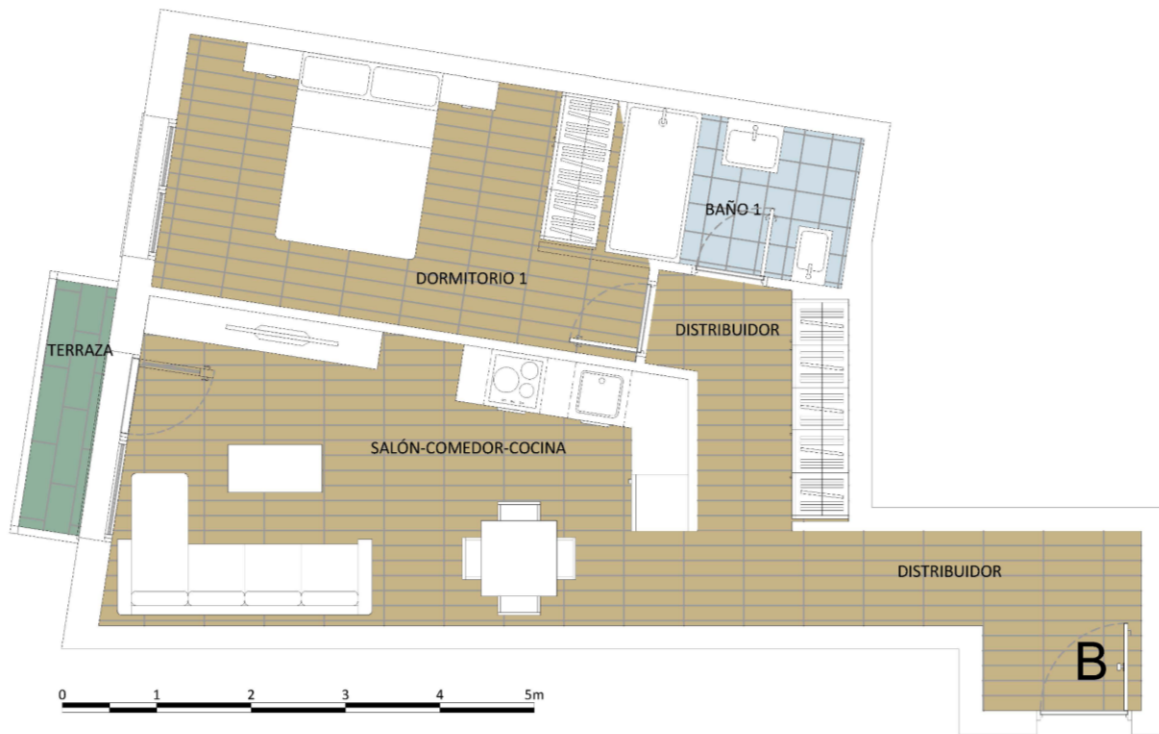 BAÑO 1
DORMITORIO 1
DISTRIBUIDOR
TERRAZA
SALÓN-COMEDOR-COCINA
DISTRIBUIDOR
B
0 1 2 3 4 5m